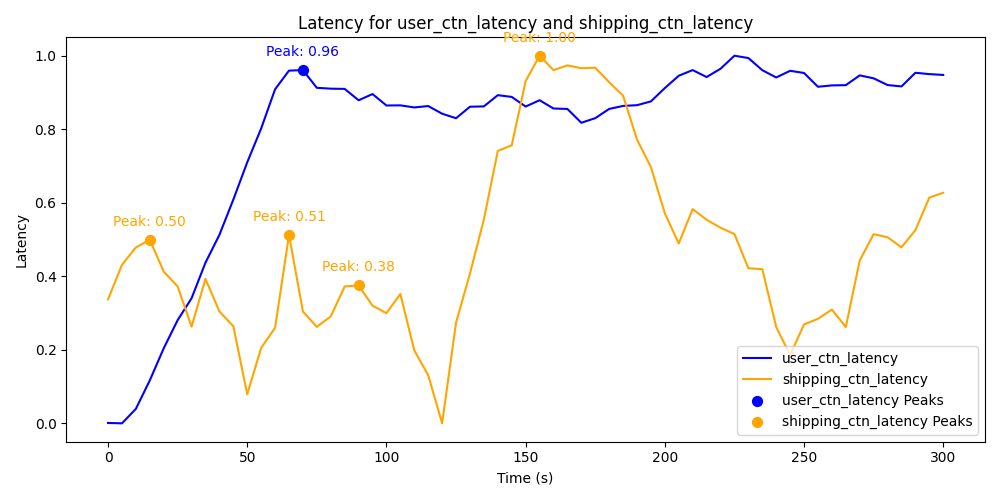 Latency for user_ctn_latency and shipping_ctn_latency
Peak: 1.00
Peak: 0.96
Peak: 0.50
Peak: 0.51
Peak: 0.38
1.0
0.8
0.6
0.4
0.2
0.0
Latency
user_ctn_latency
shipping_ctn_latency
user_ctn_latency Peaks
shipping_ctn_latency Peaks
0 50 100 150 200 250 300
Time (s)